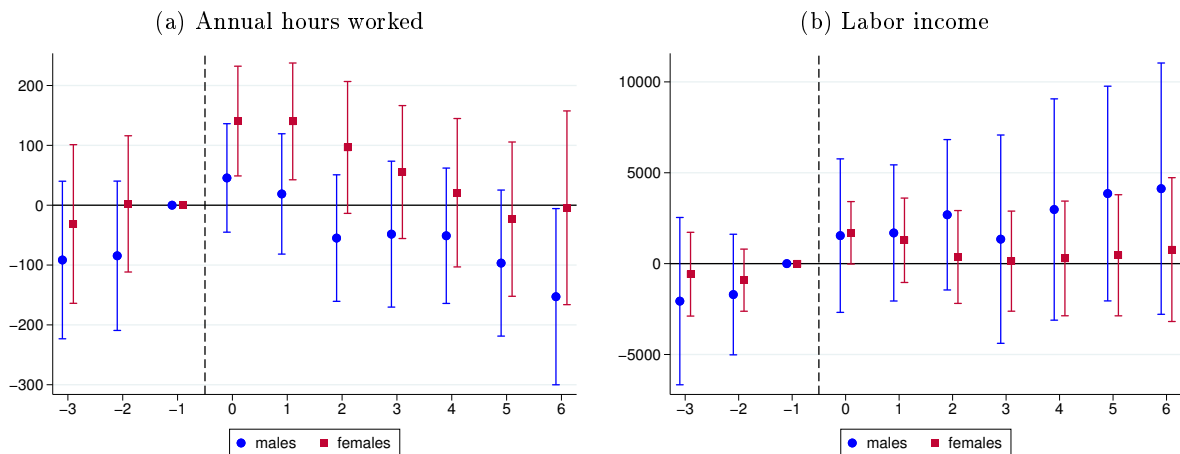 (a) Annual hours worked
200
100
0
−100
−200
−300
−3 −2 −1 0 1 2 3 4 5 6
males females
(b) Labor income
10000
5000
0
−5000
−3 −2 −1 0 1 2 3 4 5 6
males females